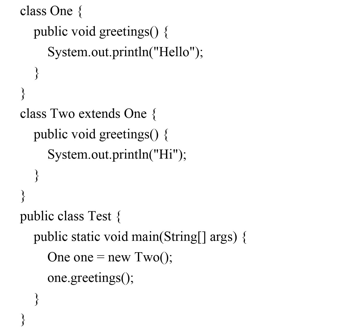 class One {
public void greetings() {
System.out.println("Hello");
}
}
class Two extends One {
public void greetings() {
System.out.println("Hi");
}
}
public class Test {
public static void main(String[] args) {
One one = new Two();
one.greetings();
}
}